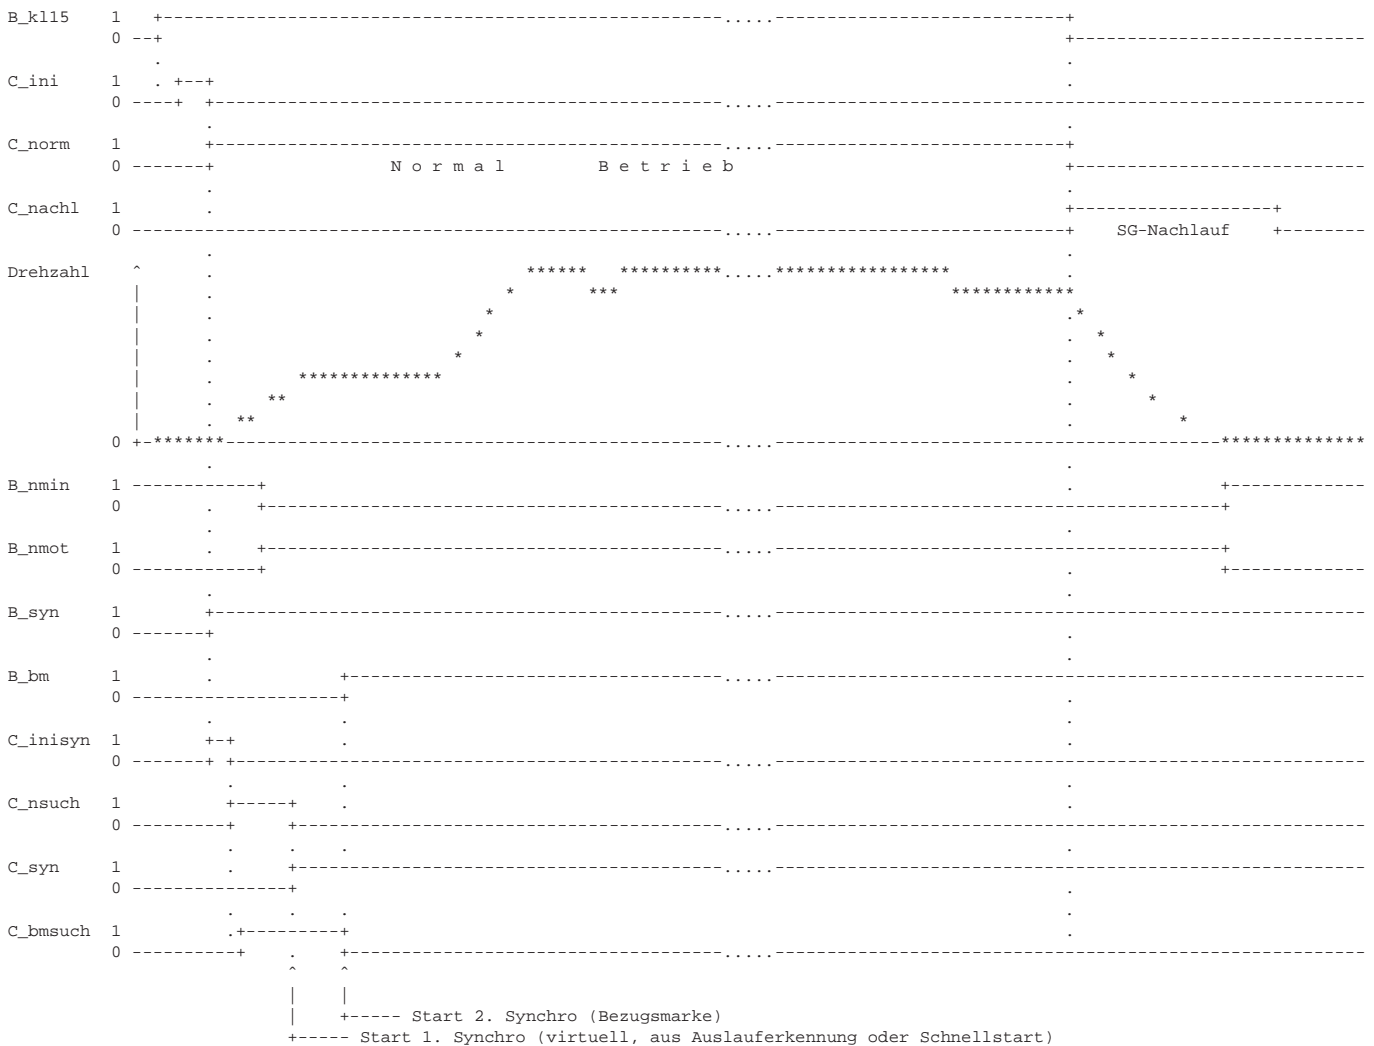 B_kl15 1 +------------------------------------------------------.....----------------------------+
0 --+ +----------------------------
. .
C_ini 1 . +--+ .
0 ----+ +-------------------------------------------------.....---------------------------------------------------------
. .
C_norm 1 +-------------------------------------------------.....----------------------------+
0 -------+ N o r m a l B e t r i e b +----------------------------
. .
C_nachl 1 . +-------------------+
0 ---------------------------------------------------------.....----------------------------+ SG-Nachlauf +--------
. .
Drehzahl ^ . ****** **********.....***************** .
| . * *** ************
| . * .*
| . * . *
| . * . *
| . ************** . *
| . ** . *
| . ** . *
0 +-*******------------------------------------------------.....-------------------------------------------**************
. .
B_nmin 1 ------------+ . +-------------
0 . +--------------------------------------------.....-------------------------------------------+
. .
B_nmot 1 . +--------------------------------------------.....-------------------------------------------+
0 ------------+ . +-------------
. .
B_syn 1 +-------------------------------------------------.....---------------------------------------------------------
0 -------+ .
. .
B_bm 1 . +------------------------------------.....---------------------------------------------------------
0 --------------------+ .
. . .
C_inisyn 1 +-+ . .
0 -------+ +-----------------------------------------------.....---------------------------------------------------------
. . .
C_nsuch 1 +-----+ . .
0 ---------+ +-----------------------------------------.....---------------------------------------------------------
. . . .
C_syn 1 . +-----------------------------------------.....---------------------------------------------------------
0 ---------------+ .
. . . .
C_bmsuch 1 .+---------+ .
0 ----------+ . +------------------------------------.....---------------------------------------------------------
^ ^
| |
| +----- Start 2. Synchro (Bezugsmarke)
+----- Start 1. Synchro (virtuell, aus Auslauferkennung oder Schnellstart)